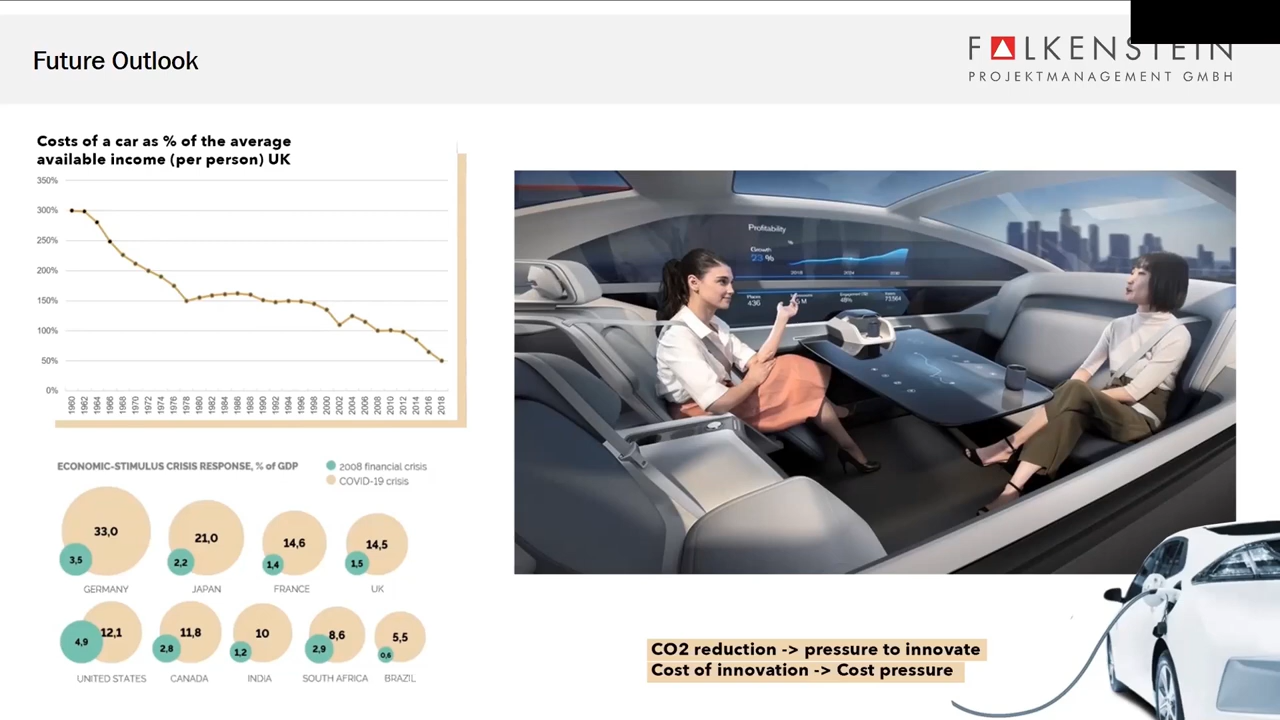 Future Outlook
FALKENSTEIN
PROJEKTMANAGEMENT GMBH
Costs of a car as % of the average
available income (per person) UK
350%
300%
250%
200%
150%
100%
50%
0%
1960 1962 1964 1966 1968 1970 1972 1974 1976 1978 1980 1982 1984 1986 1988 1990 1992 1994 1996 1998 2000 2002 2004 2006 2008 2010 2012 2014 2016 2018
Profitability
%
Growth
23 %
436
48%
73,564
ECONOMIC-STIMULUS CRISIS RESPONSE, % of GDP
2008 financial crisis
COVID-19 crisis
33,0 21,0 14,6 14,5
3,5 2,2 1,4 1,5
GERMANY JAPAN FRANCE UK
4,9 12,1 11,8 10 8,6 5,5
2,8 1,2 2,9 0,6
UNITED STATES CANADA INDIA SOUTH AFRICA BRAZIL
CO2 reduction -> pressure to innovate
Cost of innovation -> Cost pressure